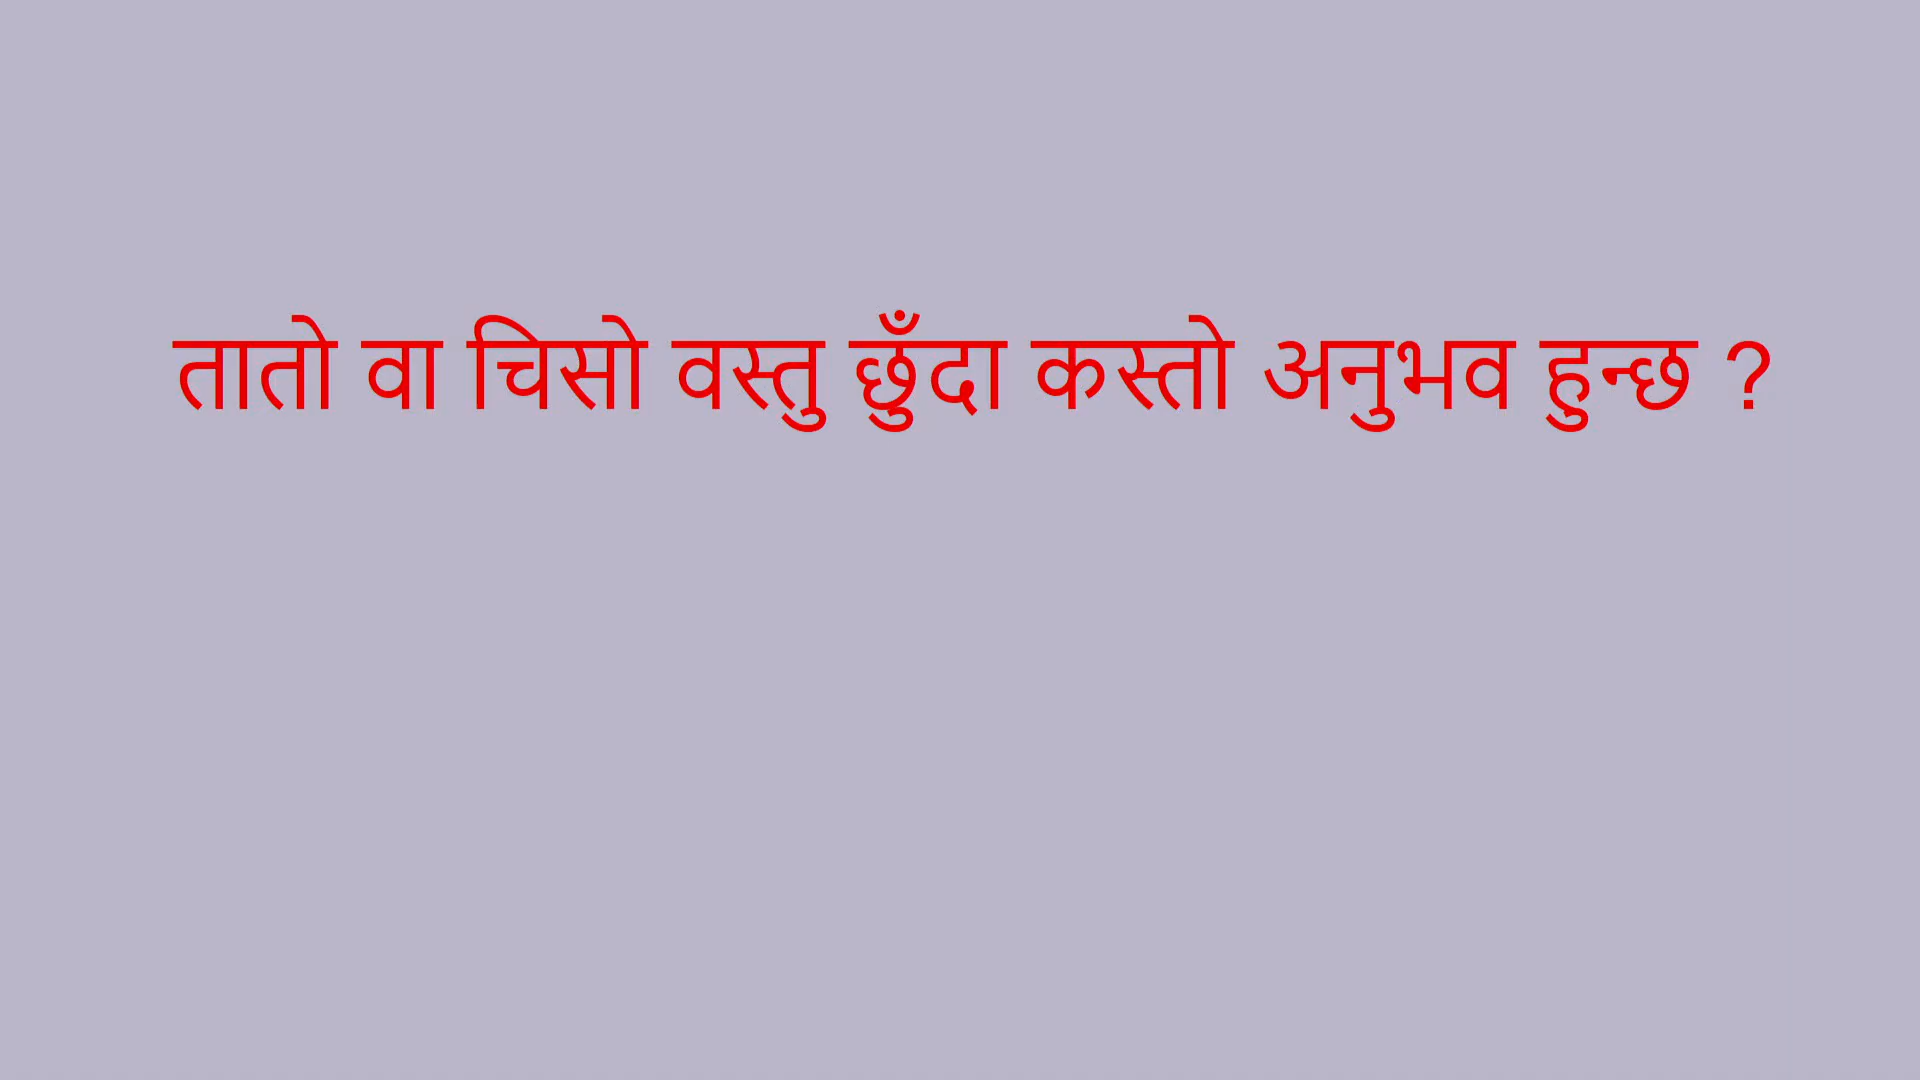 तातो वा चिसो वस्तु छुँदा कस्तो अनुभव हुन्छ ?